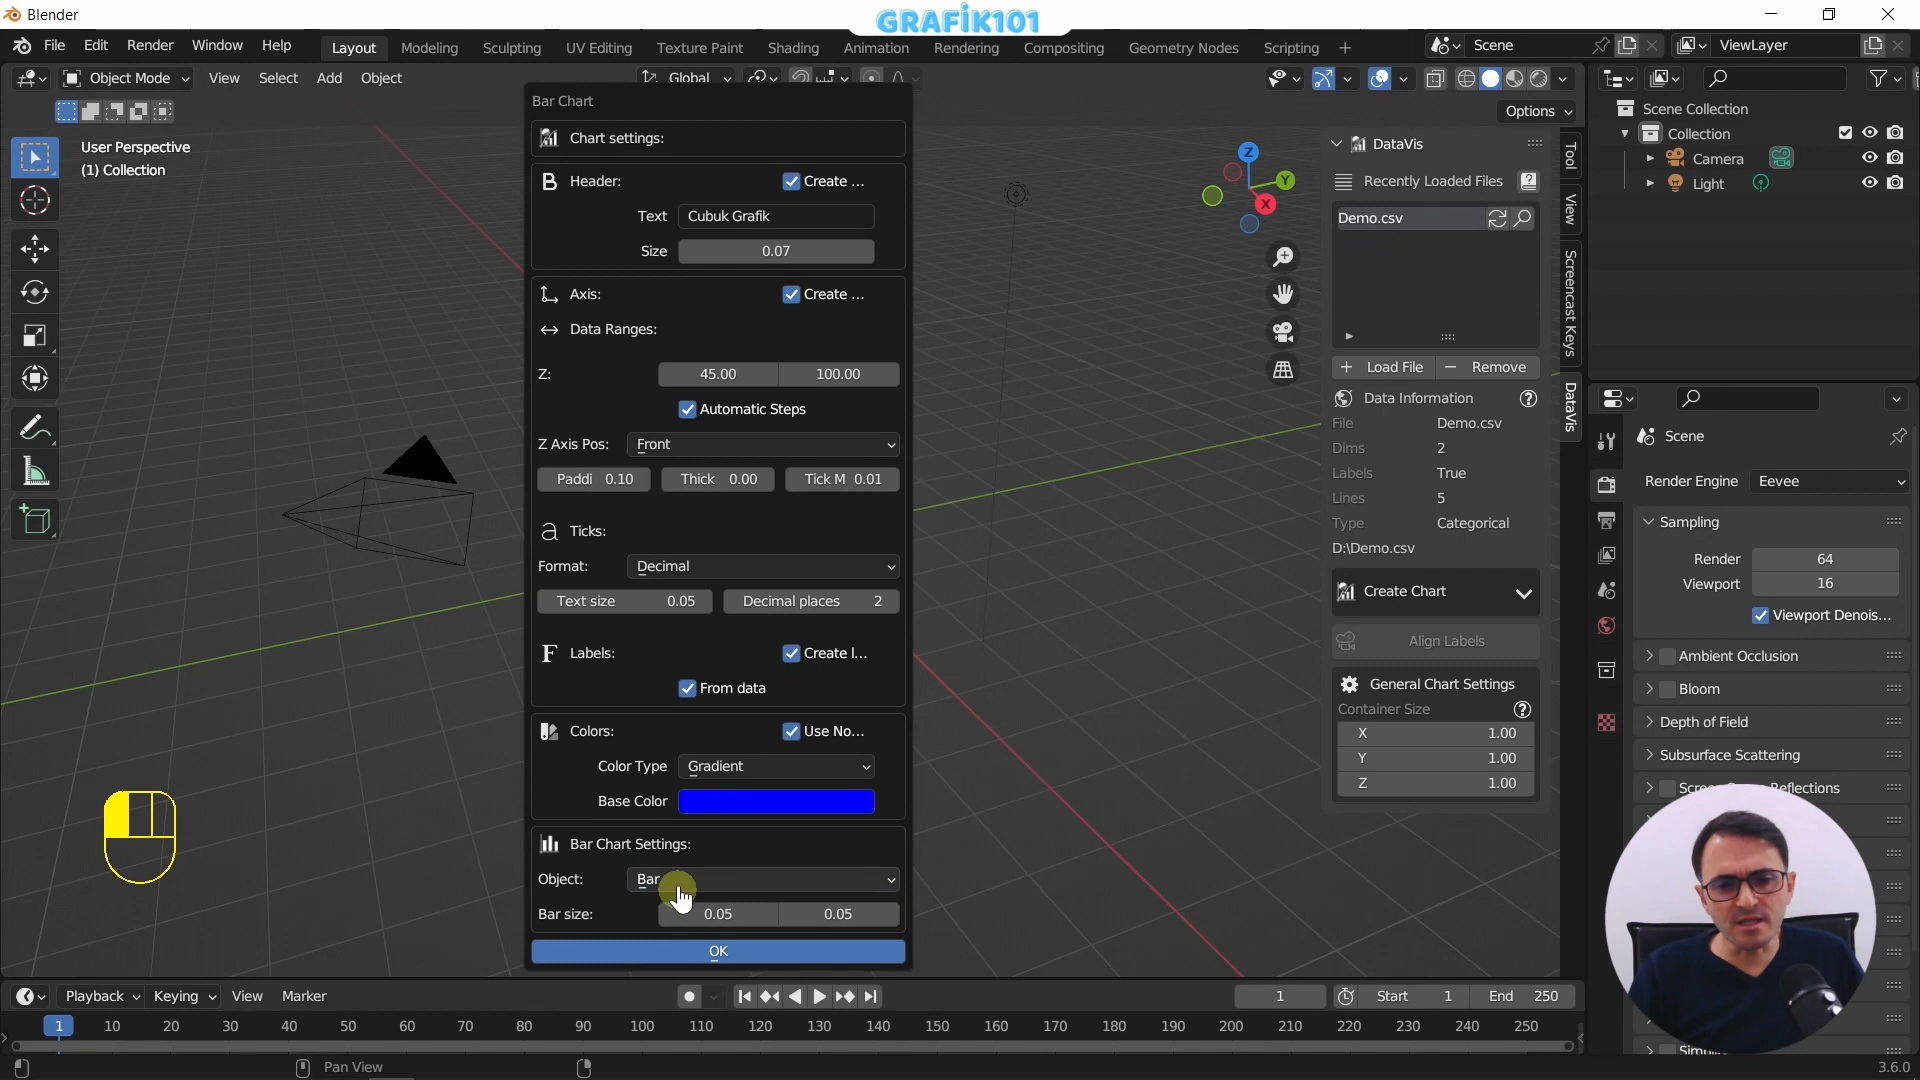 Blender
GRAFİK101
File Edit Render Window Help
Layout Modeling Sculpting UV Editing Texture Paint Shading Animation Rendering Compositing Geometry Nodes Scripting +
Scene
ViewLayer
Object Mode View Select Add Object
Global
Options
User Perspective
(1) Collection
Bar Chart
Chart settings:
Header: Create ...
Text Cubuk Grafik
Size 0.07
Axis: Create ...
Data Ranges:
Z: 45.00 100.00
Automatic Steps
Z Axis Pos: Front
Paddi 0.10 Thick 0.00 Tick M 0.01
Ticks:
Format: Decimal
Text size 0.05 Decimal places 2
Labels: Create l...
From data
Colors: Use No...
Color Type Gradient
Base Color
Bar Chart Settings:
Object: Bar
Bar size: 0.05 0.05
OK
Z
Y
X
DataVis
Recently Loaded Files
Demo.csv
+ Load File − Remove
Data Information
File Demo.csv
Dims 2
Labels True
Lines 5
Type Categorical
D:\Demo.csv
Create Chart
Align Labels
General Chart Settings
Container Size
X 1.00
Y 1.00
Z 1.00
Tool
View
Screencast Keys
DataVis
Scene Collection
Collection
Camera
Light
Scene
Render Engine Eevee
Sampling
Render 64
Viewport 16
Viewport Denois...
Ambient Occlusion
Bloom
Depth of Field
Subsurface Scattering
Playback Keying View Marker
1 Start 1 End 250
1 10 20 30 40 50 60 70 80 90 100 110 120 130 140 150 160 170 180 190 200 210 220 230 240 250
Pan View
3.6.0